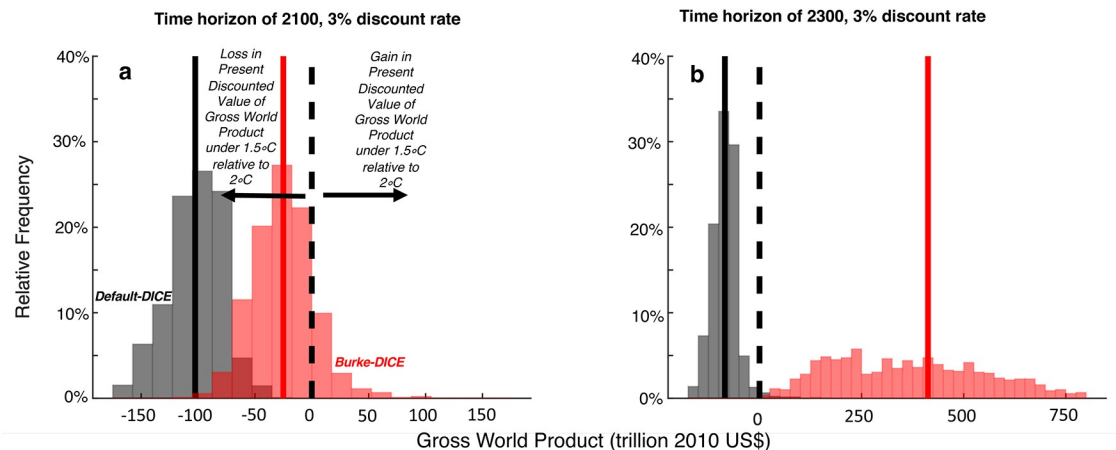 Time horizon of 2100, 3% discount rate
Time horizon of 2300, 3% discount rate
Relative Frequency
40%
30%
20%
10%
0%
a
Loss in
Present
Discounted
Value of
Gross World
Product
under 1.5∘C
relative to
2∘C
Gain in
Present
Discounted
Value of
Gross World
Product
under 1.5∘C
relative to
2∘C
Default-DICE
Burke-DICE
-150
-100
-50
0
50
100
150
40%
30%
20%
10%
0%
b
0
250
500
750
Gross World Product (trillion 2010 US$)